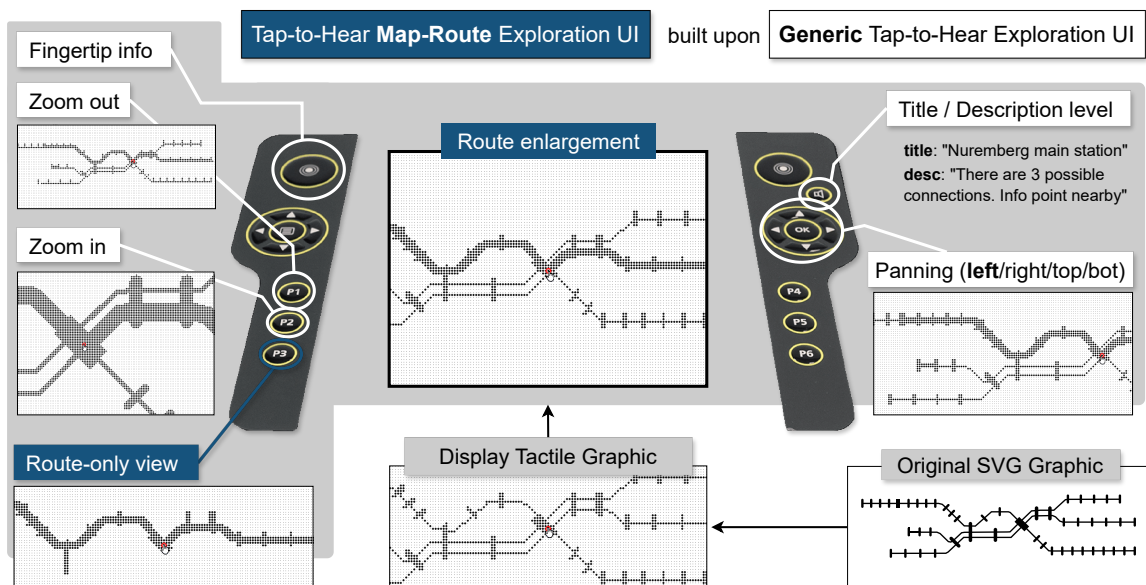 Tap-to-Hear Map-Route Exploration UI
built upon
Generic Tap-to-Hear Exploration UI
Fingertip info
Zoom out
Zoom in
P1
P2
P3
Route-only view
Route enlargement
Display Tactile Graphic
Title / Description level
title: "Nuremberg main station"
desc: "There are 3 possible
connections. Info point nearby"
OK
Panning (left/right/top/bot)
P4
P5
P6
Original SVG Graphic